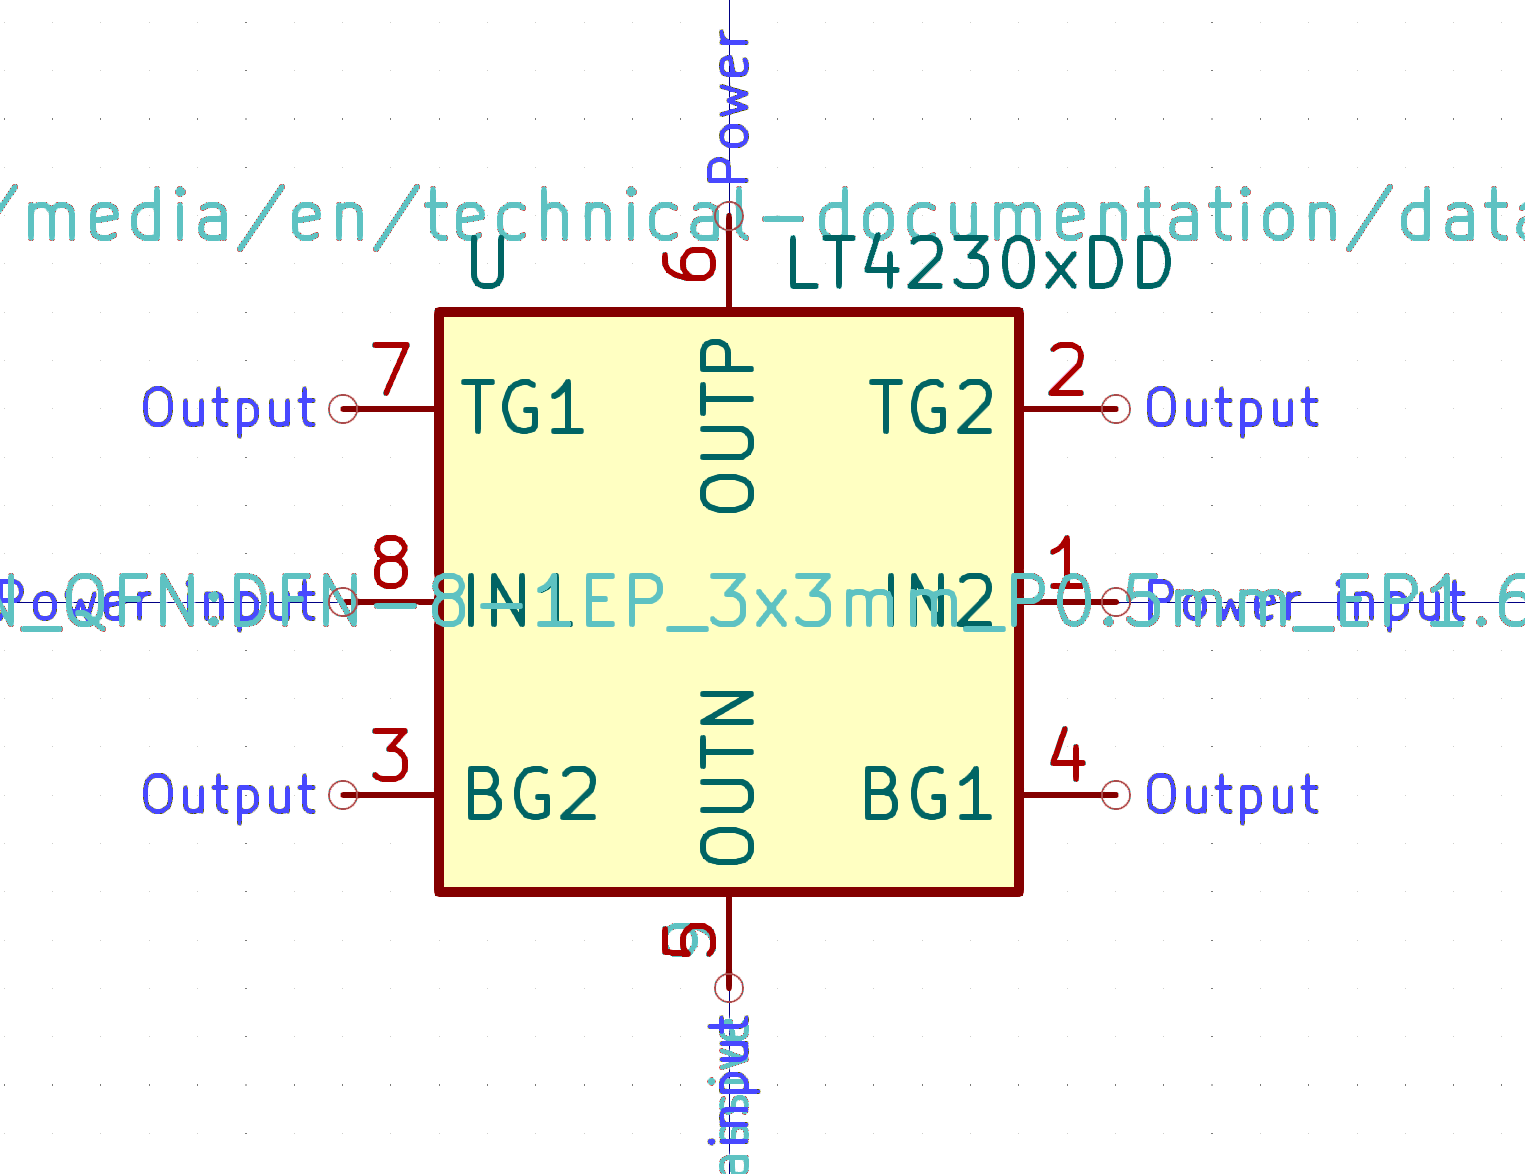 Power
/media/en/technical-documentation/data
U
6
LT4230xDD
7
2
Output
TG1
OUTP
TG2
Output
8
1
Power input
IN1
IN2
Power input
N_QFN:DFN-8-1EP_3x3mm_P0.5mm_EP1.6
3
4
Output
BG2
OUTN
BG1
Output
5
9
input